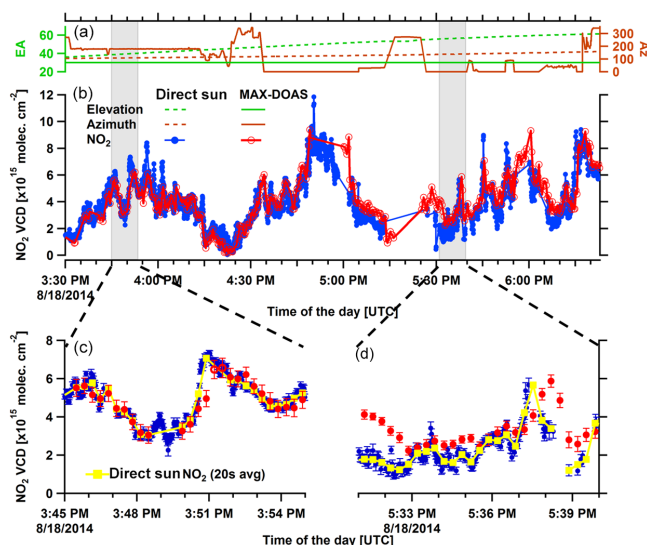 (a)
EA
60
40
20
300
200
100
0
Az
(b)
NO2 VCD [x10^15 molec. cm^-2]
12
10
8
6
4
2
0
Direct sun MAX-DOAS
Elevation
Azimuth
NO2
3:30 PM 4:00 PM 4:30 PM 5:00 PM 5:30 PM 6:00 PM
8/18/2014
Time of the day [UTC]
(c)
NO2 VCD [x10^15 molec. cm^-2]
8
6
4
2
0
Direct sun NO2 (20s avg)
3:45 PM 3:48 PM 3:51 PM 3:54 PM
8/18/2014
(d)
5:33 PM 5:36 PM 5:39 PM
8/18/2014
Time of the day [UTC]